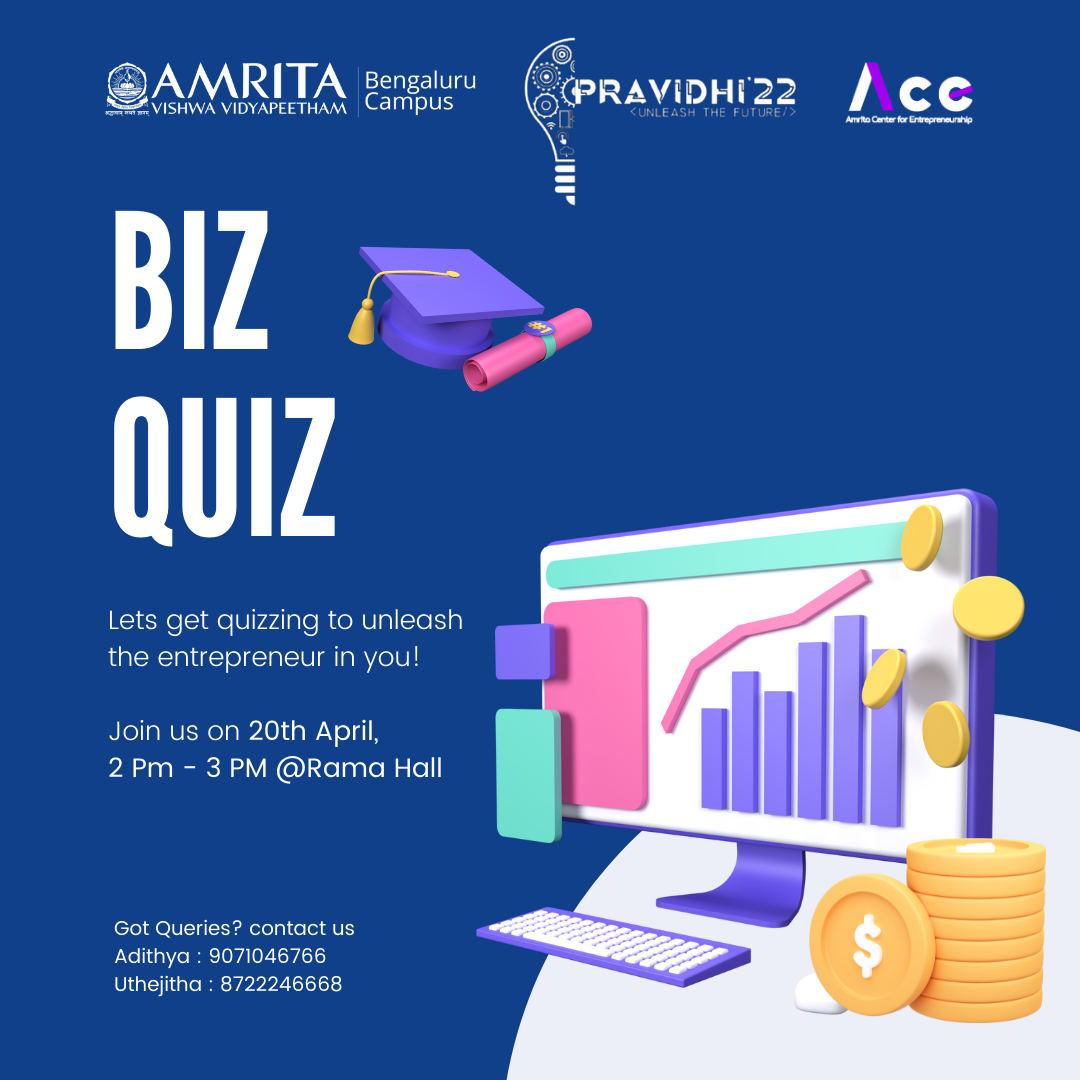 AMRITA
VISHWA VIDYAPEETHAM
Bengaluru
Campus
PRAVIDHI'22
<UNLEASH THE FUTURE/>
Ace
Amrita Center for Entrepreneurship
BIZ
QUIZ
#1
Lets get quizzing to unleash
the entrepreneur in you!
Join us on 20th April,
2 Pm - 3 PM @Rama Hall
$
Got Queries? contact us
Adithya : 9071046766
Uthejitha : 8722246668